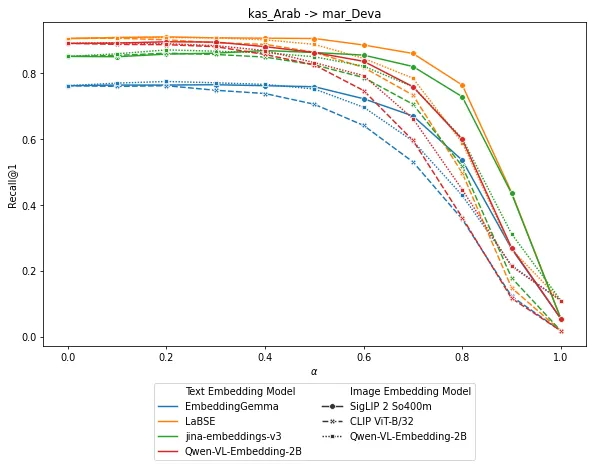 kas_Arab -> mar_Deva
Recall@1
0.8
0.6
0.4
0.2
0.0
0.0 0.2 0.4 0.6 0.8 1.0
α
Text Embedding Model
EmbeddingGemma
LaBSE
jina-embeddings-v3
Qwen-VL-Embedding-2B
Image Embedding Model
SigLIP 2 So400m
CLIP ViT-B/32
Qwen-VL-Embedding-2B